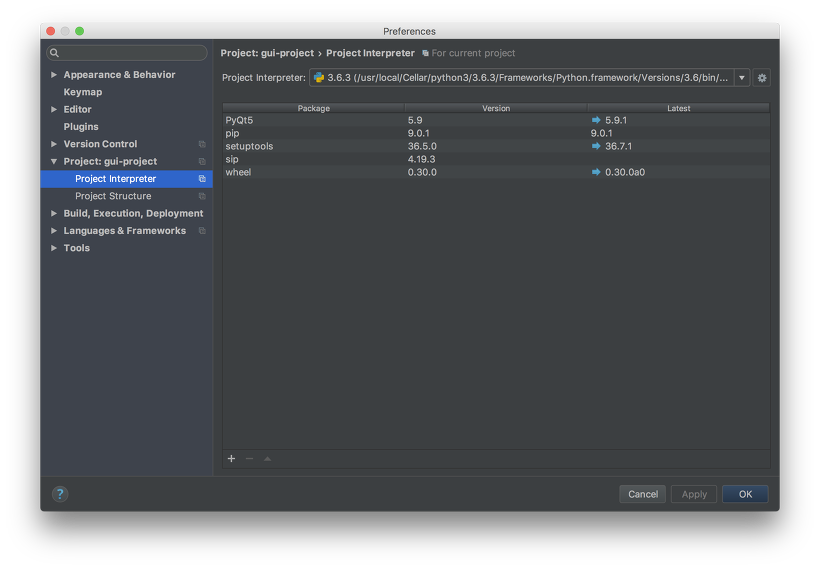 Preferences
Project: gui-project › Project Interpreter For current project
Appearance & Behavior
Keymap
Editor
Plugins
Version Control
Project: gui-project
Project Interpreter
Project Structure
Build, Execution, Deployment
Languages & Frameworks
Tools
Project Interpreter: 3.6.3 (/usr/local/Cellar/python3/3.6.3/Frameworks/Python.framework/Versions/3.6/bin/...
Package Version Latest
PyQt5 5.9 5.9.1
pip 9.0.1 9.0.1
setuptools 36.5.0 36.7.1
sip 4.19.3
wheel 0.30.0 0.30.0a0
? Cancel Apply OK